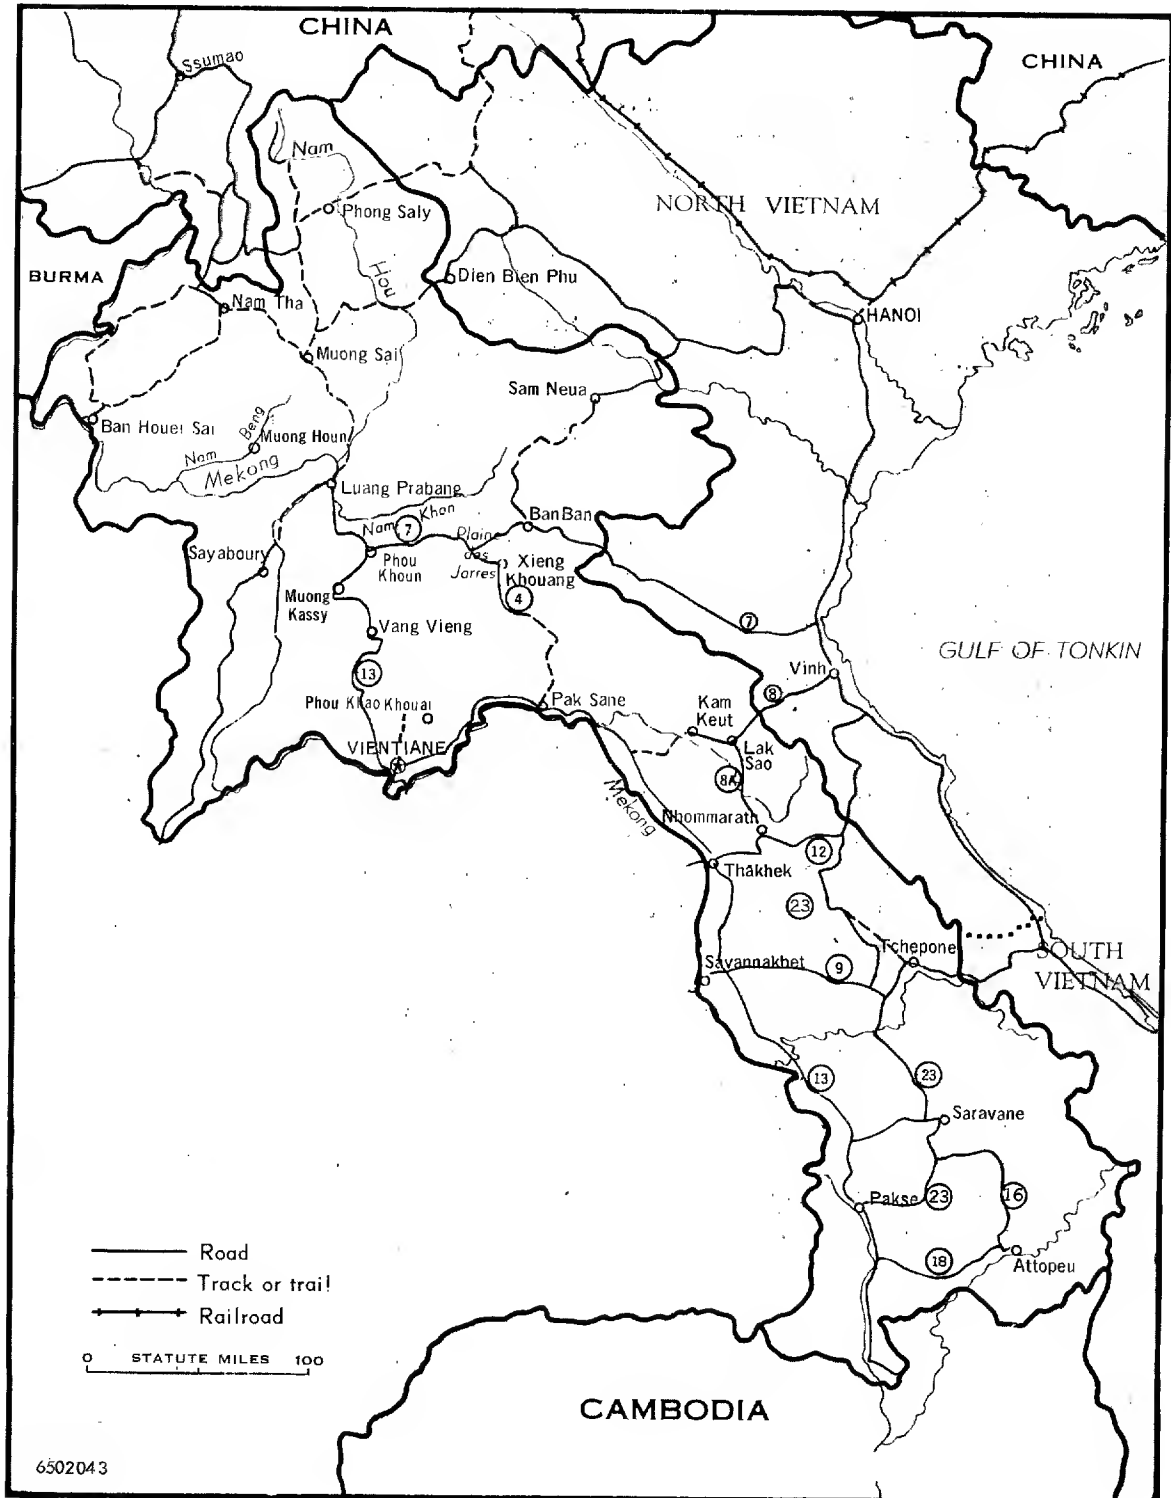 CHINA
CHINA
Ssumao
Nam
NORTH VIETNAM
Phong Saly
Hou
Dien Bien Phu
BURMA
Nam Tha
HANOI
Muong Sai
Sam Neua
Ban Houei Sai
Beng
Muong Houn
Nam
Mekong
Luang Prabang
Nam Khan
7
Plaine
des
Jarres
Ban Ban
Sayaboury
Phou
Khoun
Xieng
Khouang
Muong
Kassy
4
7
Vang Vieng
GULF OF TONKIN
Vinh
13
8
Phou Khao Khouai
Pak Sane
Kam
Keut
VIENTIANE
Lak
Sao
8A
Mekong
Nhommarath
12
Thakhek
23
Tchepone
SOUTH
VIETNAM
Savannakhet
9
13
23
Saravane
Pakse
23
16
18
Attopeu
Road
Track or trail
Railroad
0 STATUTE MILES 100
CAMBODIA
6502043